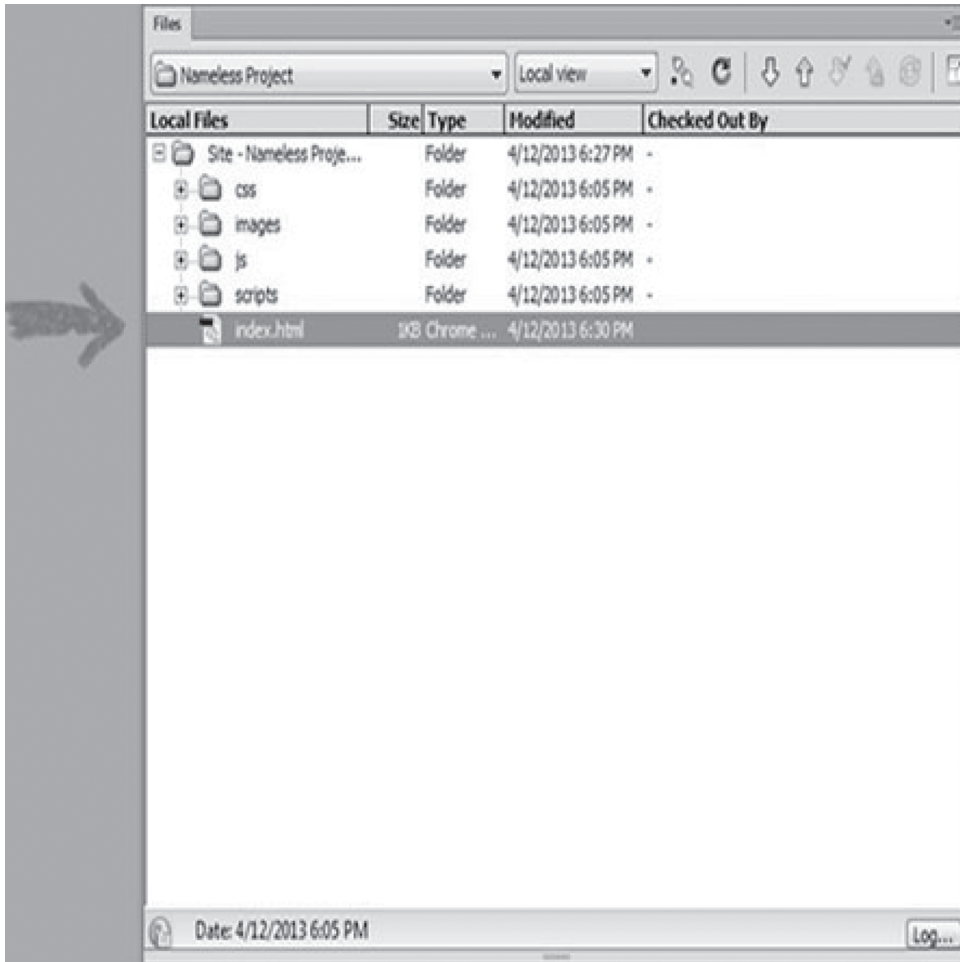 Files
Nameless Project Local view
Local Files Size Type Modified Checked Out By
Site - Nameless Proje... Folder 4/12/2013 6:27 PM -
css Folder 4/12/2013 6:05 PM -
images Folder 4/12/2013 6:05 PM -
js Folder 4/12/2013 6:05 PM -
scripts Folder 4/12/2013 6:05 PM -
index.html 1KB Chrome ... 4/12/2013 6:30 PM
Date: 4/12/2013 6:05 PM Log...